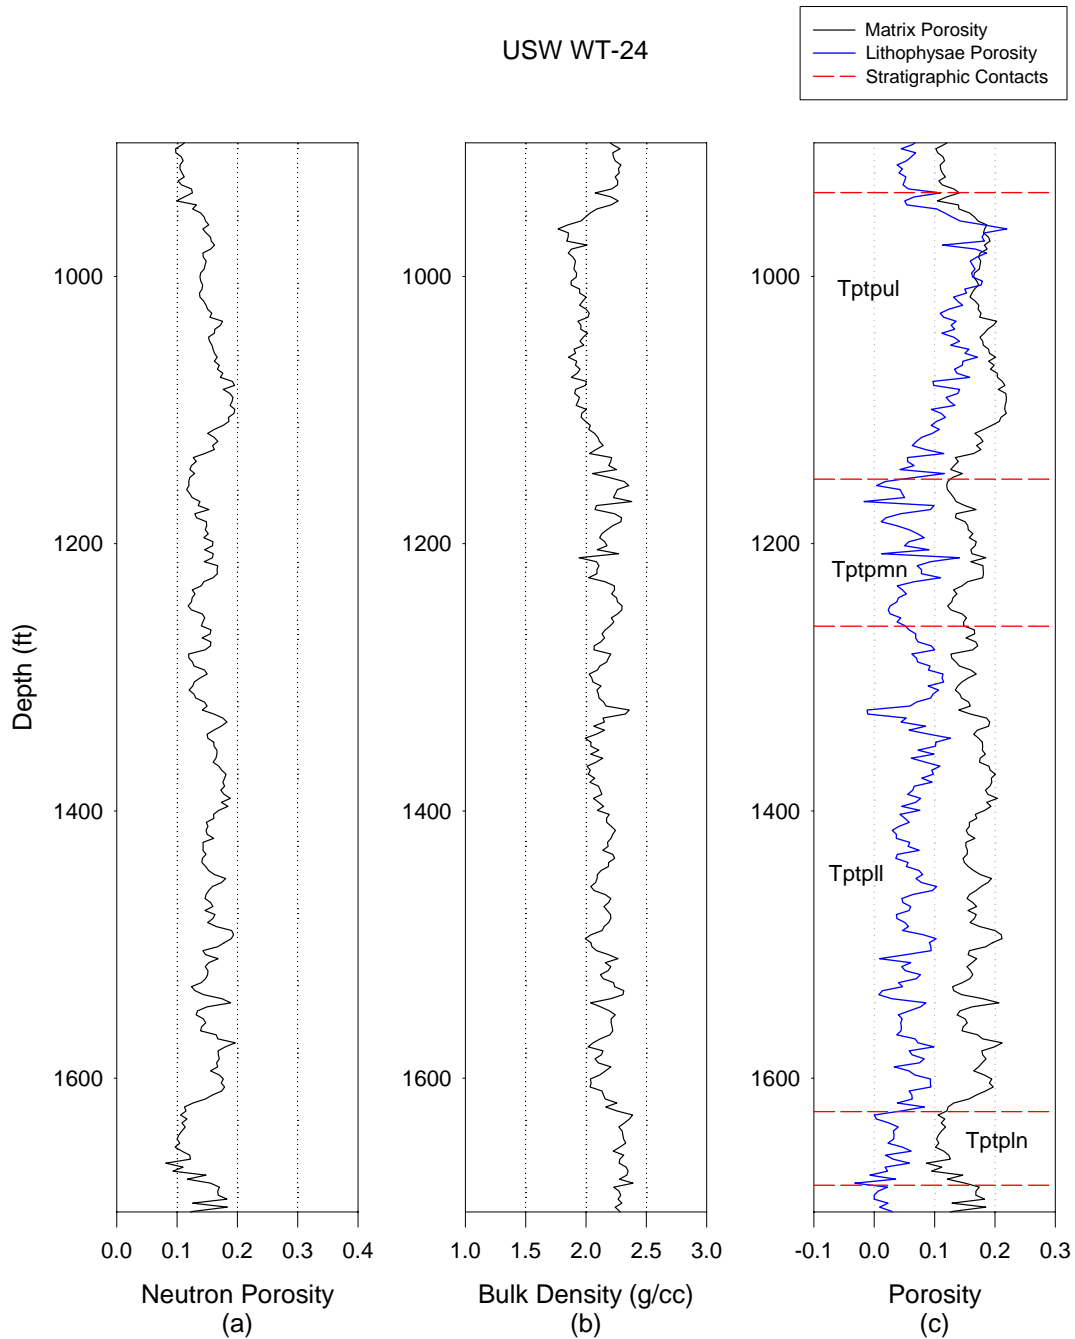 USW WT-24
Matrix Porosity
Lithophysae Porosity
Stratigraphic Contacts
Depth (ft)
1000
1200
1400
1600
0.0 0.1 0.2 0.3 0.4
Neutron Porosity
(a)
1.0 1.5 2.0 2.5 3.0
Bulk Density (g/cc)
(b)
1000
1200
1400
1600
Tptpul
Tptpmn
Tptpll
Tptpln
-0.1 0.0 0.1 0.2 0.3
Porosity
(c)
1000
1200
1400
1600